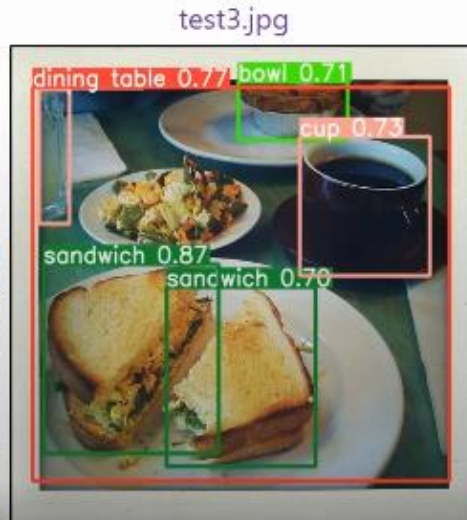 test3.jpg
dining table 0.77
bowl 0.71
cup 0.73
sandwich 0.87
sandwich 0.70